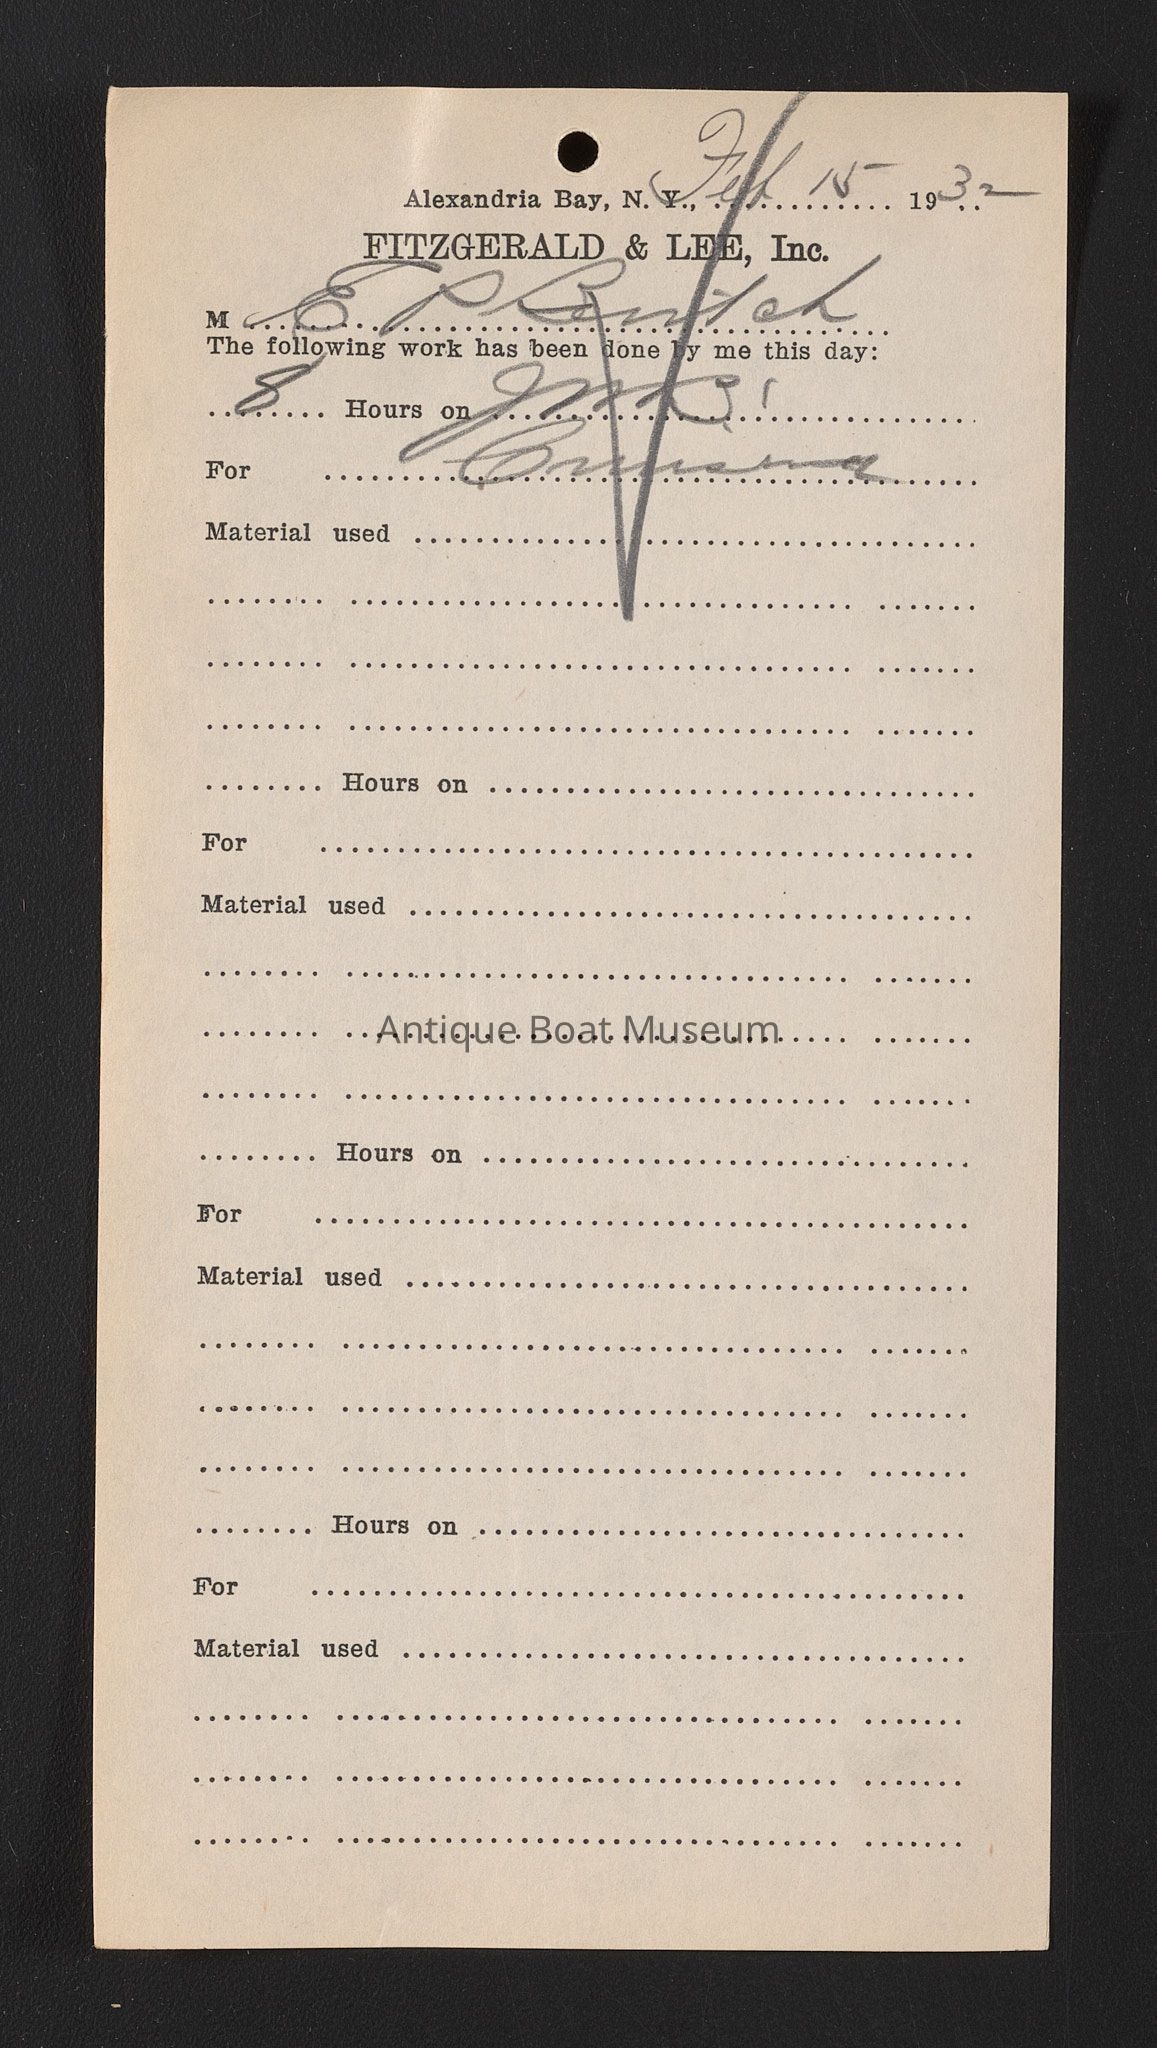 Feb 15
Alexandria Bay, N. Y., .............. 1932
FITZGERALD & LEE, Inc.
M E P
The following work has been done by me this day:
8 Hours on
For
Material used
Hours on
For
Material used
Antique Boat Museum
Hours on
For
Material used
Hours on
For
Material used